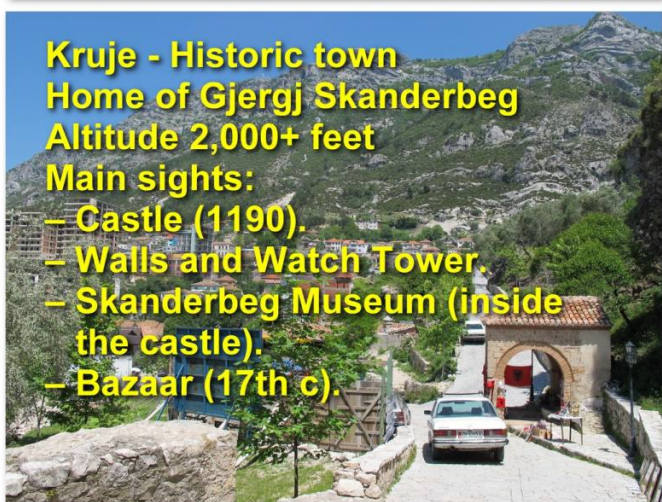 Kruje - Historic town
Home of Gjergj Skanderbeg
Altitude 2,000+ feet
Main sights:
– Castle (1190).
– Walls and Watch Tower.
– Skanderbeg Museum (inside
the castle).
– Bazaar (17th c).